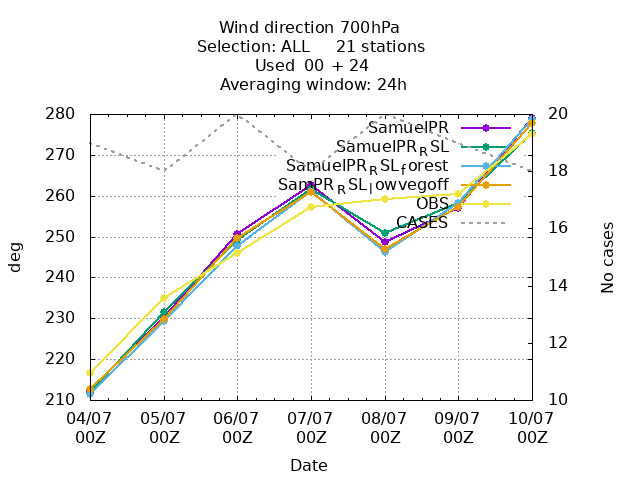 Wind direction 700hPa
Selection: ALL 21 stations
Used 00 + 24
Averaging window: 24h
280
270
260
250
240
230
220
210
20
18
16
14
12
10
deg
No cases
SamuelPR
SamuelPR_RSL
SamuelPR_RSL_forest
SamPR_RSL_lowvegoff
OBS
CASES
04/07 05/07 06/07 07/07 08/07 09/07 10/07
00Z 00Z 00Z 00Z 00Z 00Z 00Z
Date